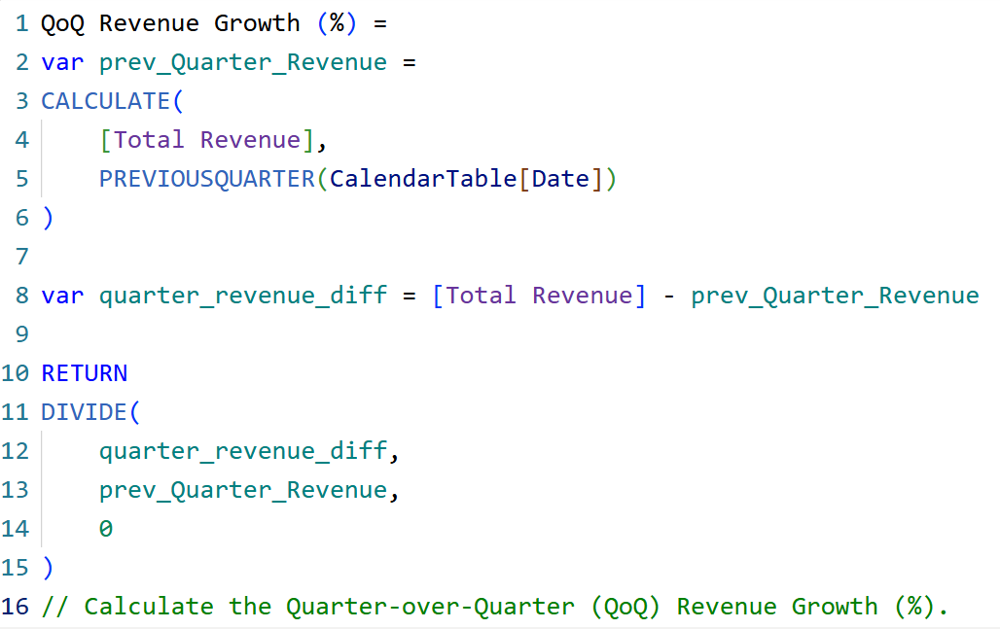 1 QoQ Revenue Growth (%) =
2 var prev_Quarter_Revenue =
3 CALCULATE(
4     [Total Revenue],
5     PREVIOUSQUARTER(CalendarTable[Date])
6 )
7
8 var quarter_revenue_diff = [Total Revenue] - prev_Quarter_Revenue
9
10 RETURN
11 DIVIDE(
12     quarter_revenue_diff,
13     prev_Quarter_Revenue,
14     0
15 )
16 // Calculate the Quarter-over-Quarter (QoQ) Revenue Growth (%).